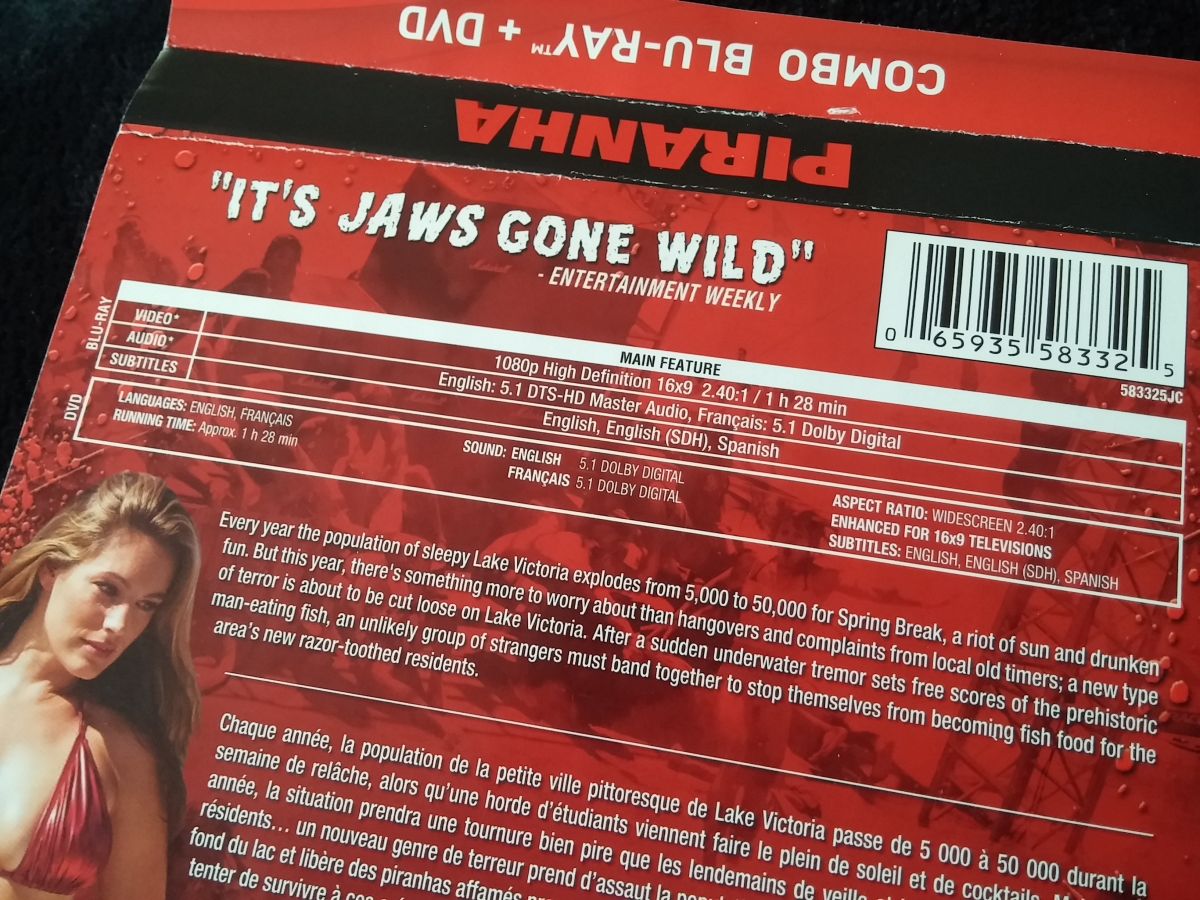 COMBO BLU-RAY™ + DVD
PIRANHA
"IT'S JAWS GONE WILD"
- ENTERTAINMENT WEEKLY
0 65935 58332 5
583325JC
BLU-RAY
MAIN FEATURE
VIDEO* 1080p High Definition 16x9 2.40:1 / 1 h 28 min
AUDIO* English: 5.1 DTS-HD Master Audio, Français: 5.1 Dolby Digital
SUBTITLES English, English (SDH), Spanish
DVD
LANGUAGES: ENGLISH, FRANÇAIS
RUNNING TIME: Approx. 1 h 28 min
SOUND: ENGLISH 5.1 DOLBY DIGITAL
FRANÇAIS 5.1 DOLBY DIGITAL
ASPECT RATIO: WIDESCREEN 2.40:1
ENHANCED FOR 16x9 TELEVISIONS
SUBTITLES: ENGLISH, ENGLISH (SDH), SPANISH
Every year the population of sleepy Lake Victoria explodes from 5,000 to 50,000 for Spring Break, a riot of sun and drunken
fun. But this year, there's something more to worry about than hangovers and complaints from local old timers; a new type
of terror is about to be cut loose on Lake Victoria. After a sudden underwater tremor sets free scores of the prehistoric
man-eating fish, an unlikely group of strangers must band together to stop themselves from becoming fish food for the
area's new razor-toothed residents.
Chaque année, la population de la petite ville pittoresque de Lake Victoria passe de 5 000 à 50 000 durant la
semaine de relâche, alors qu'une horde d'étudiants viennent faire le plein de soleil et de cocktails.
année, la situation prendra une tournure bien pire que les lendemains de veille
résidents... un nouveau genre de terreur prend d'assaut la
fond du lac et libère des piranhas affamés
tenter de survivre à